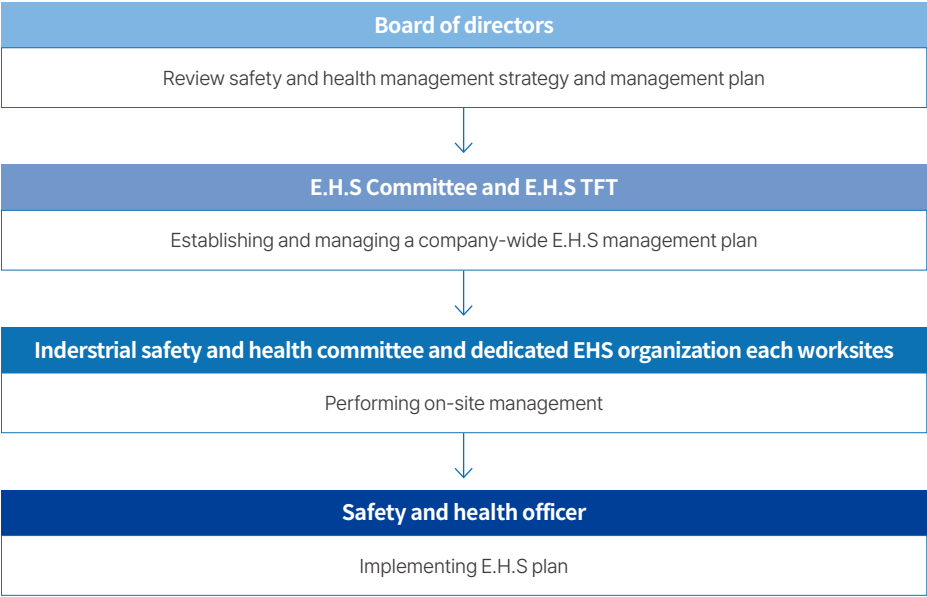 Board of directors
Review safety and health management strategy and management plan
E.H.S Committee and E.H.S TFT
Establishing and managing a company-wide E.H.S management plan
Inderstrial safety and health committee and dedicated EHS organization each worksites
Performing on-site management
Safety and health officer
Implementing E.H.S plan